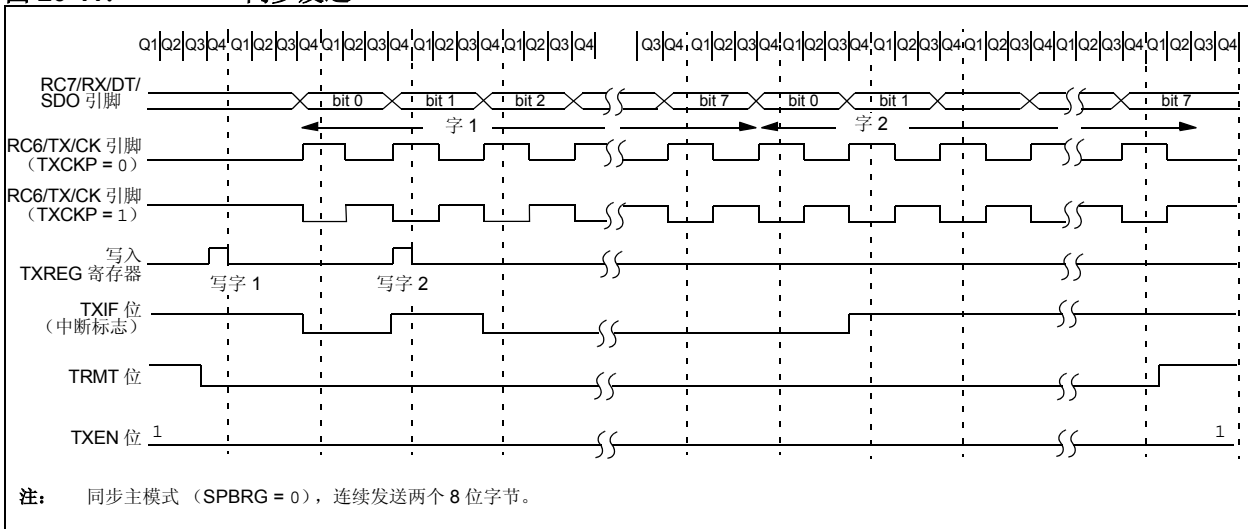 Q1 Q2 Q3 Q4 Q1 Q2 Q3 Q4 Q1 Q2 Q3 Q4 Q1 Q2 Q3 Q4 Q1 Q2 Q3 Q4 Q3 Q4 Q1 Q2 Q3 Q4 Q1 Q2 Q3 Q4 Q1 Q2 Q3 Q4 Q1 Q2 Q3 Q4 Q1 Q2 Q3 Q4 Q1 Q2 Q3 Q4
RC7/RX/DT/
SDO 引脚
bit 0 bit 1 bit 2 bit 7 bit 0 bit 1 bit 7
字 1 字 2
RC6/TX/CK 引脚
（TXCKP = 0）
RC6/TX/CK 引脚
（TXCKP = 1）
写入
TXREG 寄存器
写字 1 写字 2
TXIF 位
（中断标志）
TRMT 位
TXEN 位 1 1
注： 同步主模式 （SPBRG = 0），连续发送两个 8 位字节。